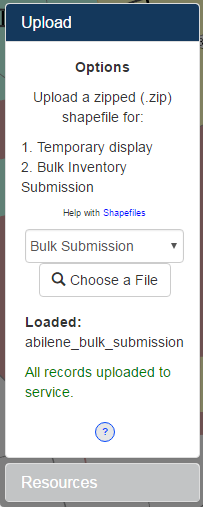 Upload
Options
Upload a zipped (.zip)
shapefile for:
1. Temporary display
2. Bulk Inventory
Submission
Help with Shapefiles
Bulk Submission
Choose a File
Loaded:
abilene_bulk_submission
All records uploaded to
service.
?
Resources